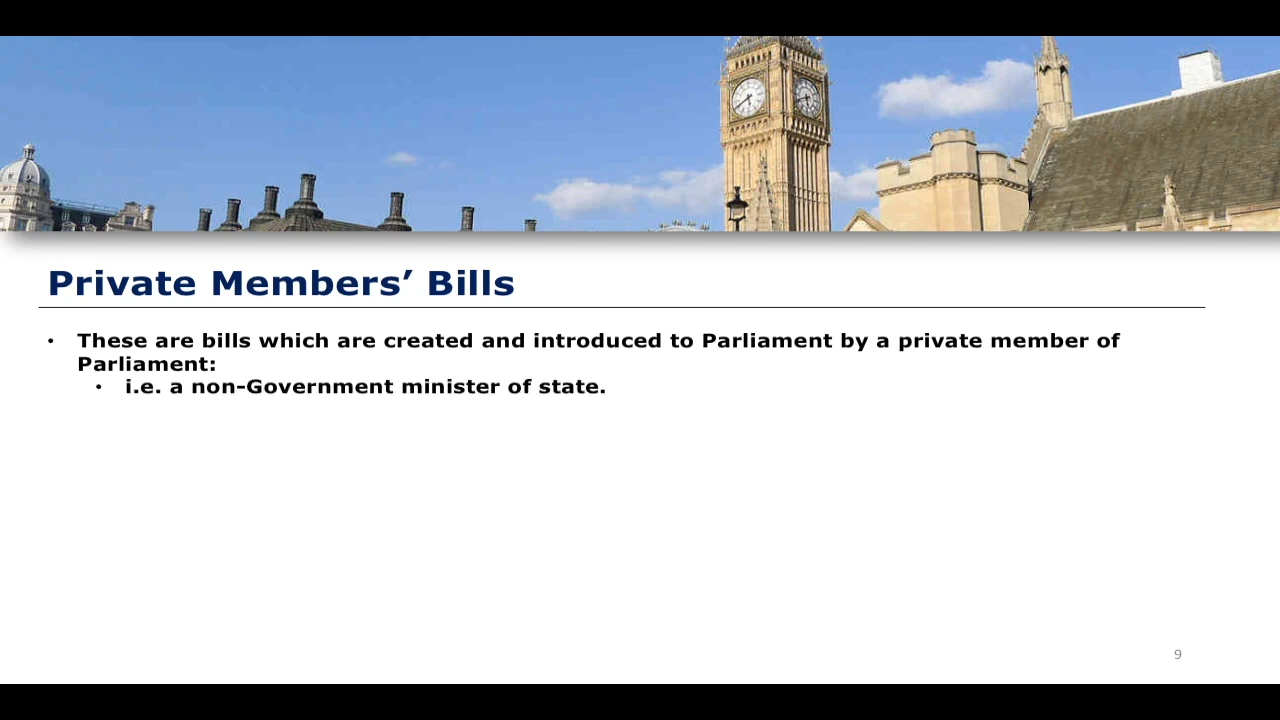 Private Members’ Bills
• These are bills which are created and introduced to Parliament by a private member of
Parliament:
• i.e. a non-Government minister of state.
9